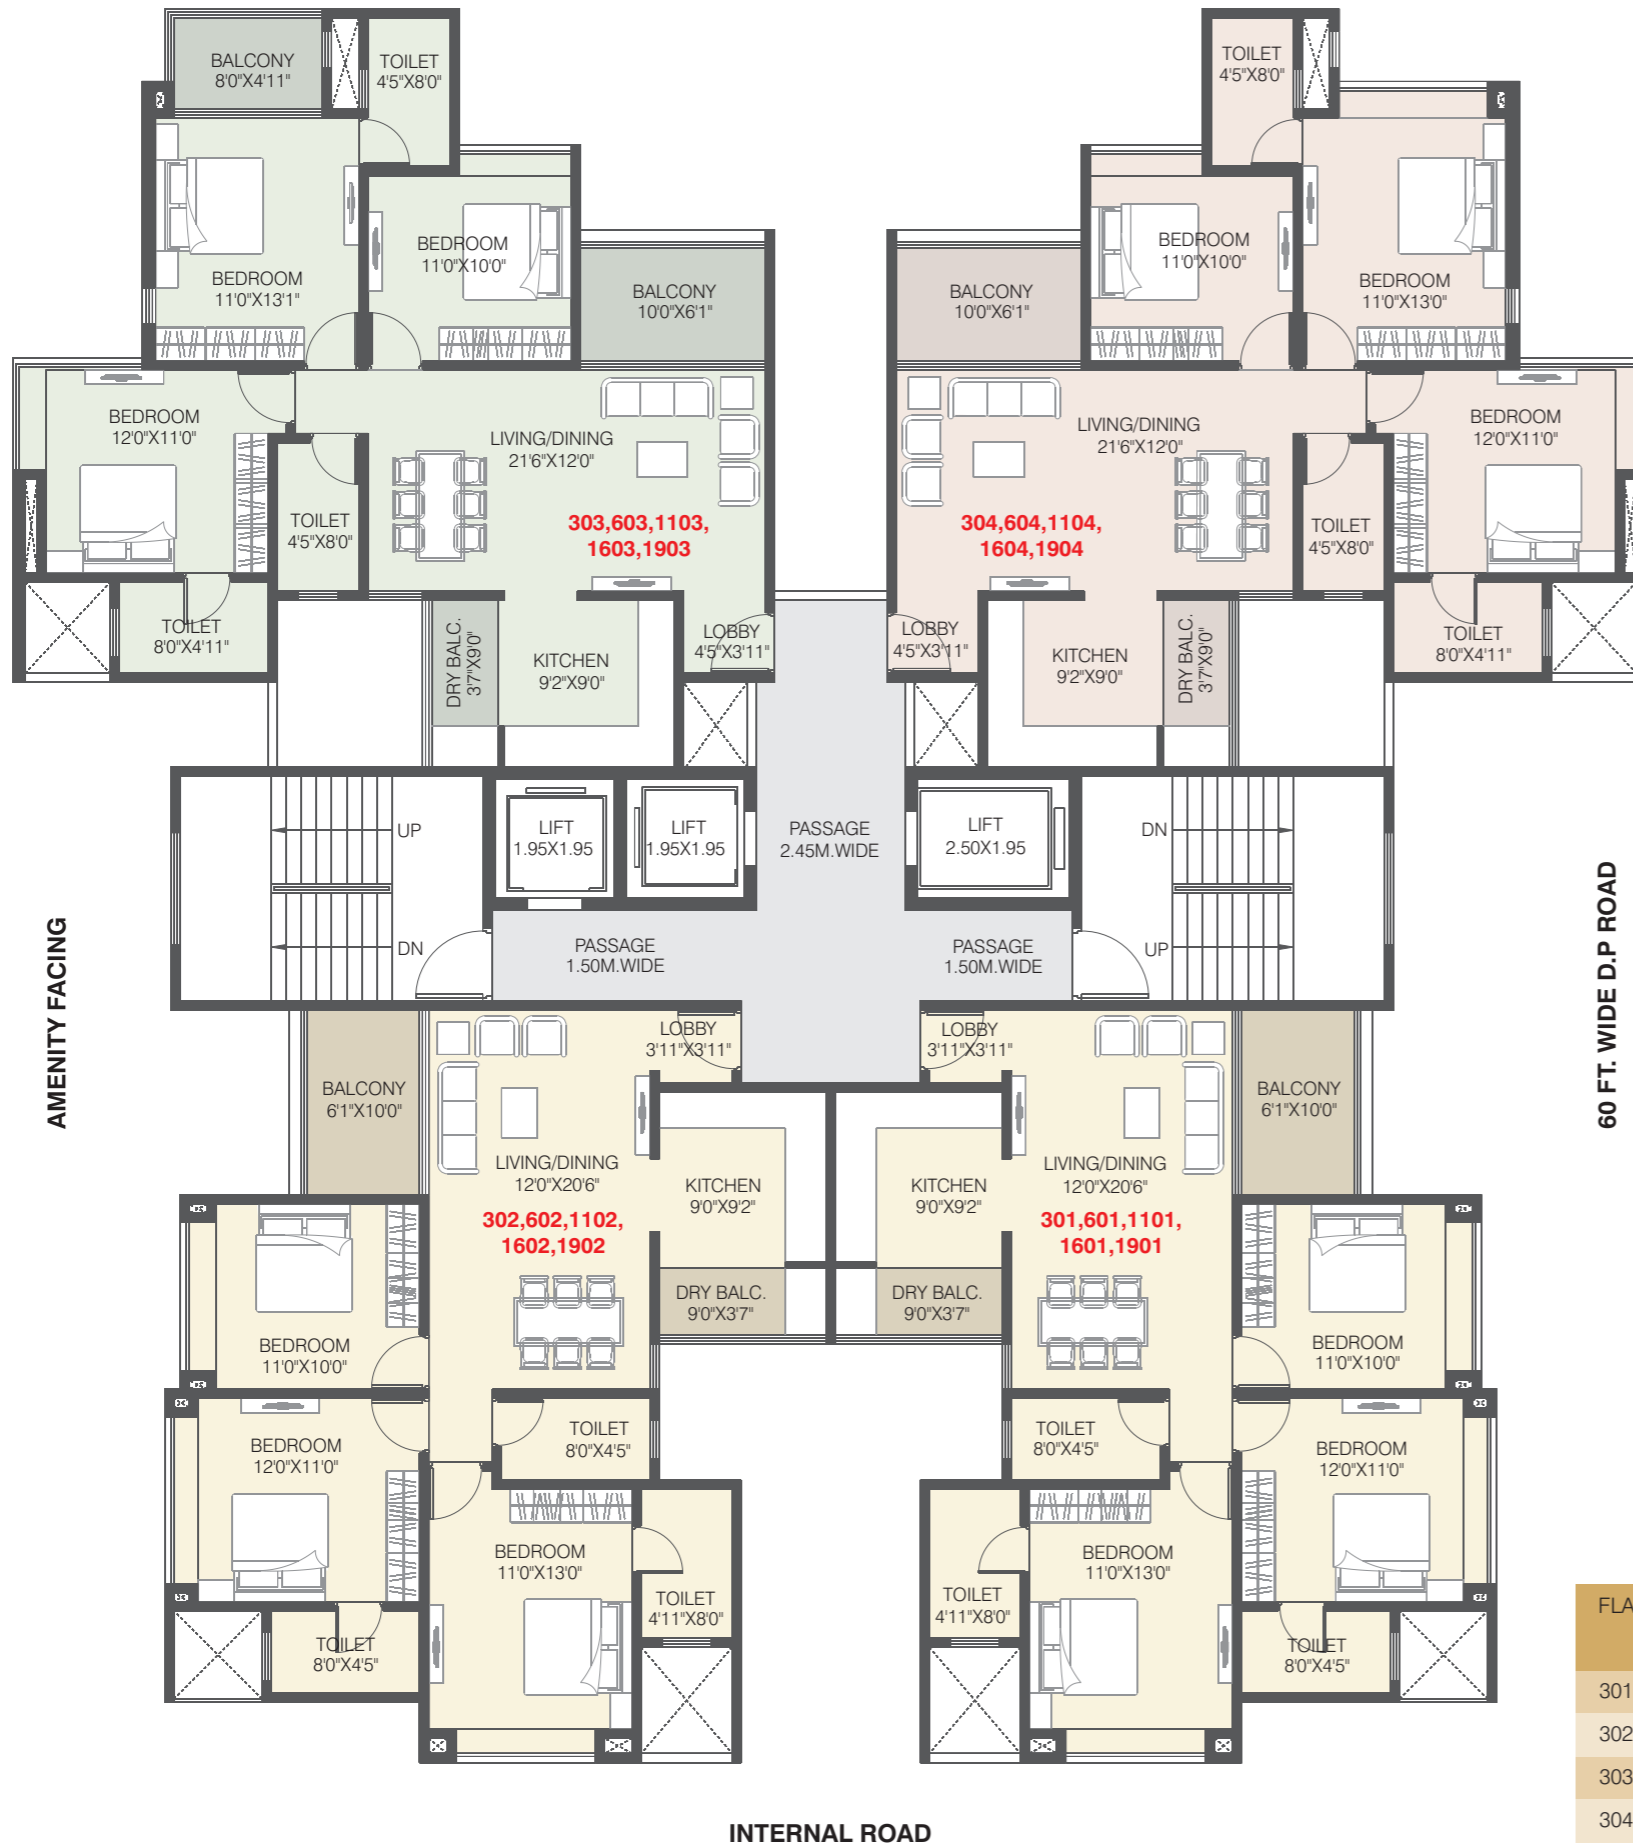 BALCONY
8'0"X4'11"
TOILET
4'5"X8'0"
BEDROOM
11'0"X13'1"
BEDROOM
11'0"X10'0"
BALCONY
10'0"X6'1"
BEDROOM
12'0"X11'0"
LIVING/DINING
21'6"X12'0"
303,603,1103,
1603,1903
TOILET
4'5"X8'0"
TOILET
8'0"X4'11"
DRY BALC.
3'7"X9'0"
KITCHEN
9'2"X9'0"
LOBBY
4'5"X3'11"
TOILET
4'5"X8'0"
BEDROOM
11'0"X10'0"
BEDROOM
11'0"X13'0"
BALCONY
10'0"X6'1"
LIVING/DINING
21'6"X12'0"
BEDROOM
12'0"X11'0"
304,604,1104,
1604,1904
TOILET
4'5"X8'0"
LOBBY
4'5"X3'11"
KITCHEN
9'2"X9'0"
DRY BALC.
3'7"X9'0"
TOILET
8'0"X4'11"
UP
DN
LIFT
1.95X1.95
LIFT
1.95X1.95
PASSAGE
2.45M.WIDE
LIFT
2.50X1.95
DN
UP
PASSAGE
1.50M.WIDE
PASSAGE
1.50M.WIDE
AMENITY FACING
60 FT. WIDE D.P ROAD
LOBBY
3'11"X3'11"
BALCONY
6'1"X10'0"
LIVING/DINING
12'0"X20'6"
302,602,1102,
1602,1902
KITCHEN
9'0"X9'2"
DRY BALC.
9'0"X3'7"
BEDROOM
11'0"X10'0"
BEDROOM
12'0"X11'0"
TOILET
8'0"X4'5"
BEDROOM
11'0"X13'0"
TOILET
4'11"X8'0"
TOILET
8'0"X4'5"
LOBBY
3'11"X3'11"
BALCONY
6'1"X10'0"
LIVING/DINING
12'0"X20'6"
301,601,1101,
1601,1901
KITCHEN
9'0"X9'2"
DRY BALC.
9'0"X3'7"
BEDROOM
11'0"X10'0"
TOILET
8'0"X4'5"
BEDROOM
12'0"X11'0"
BEDROOM
11'0"X13'0"
TOILET
4'11"X8'0"
TOILET
8'0"X4'5"
FLA
301
302
303
304
INTERNAL ROAD